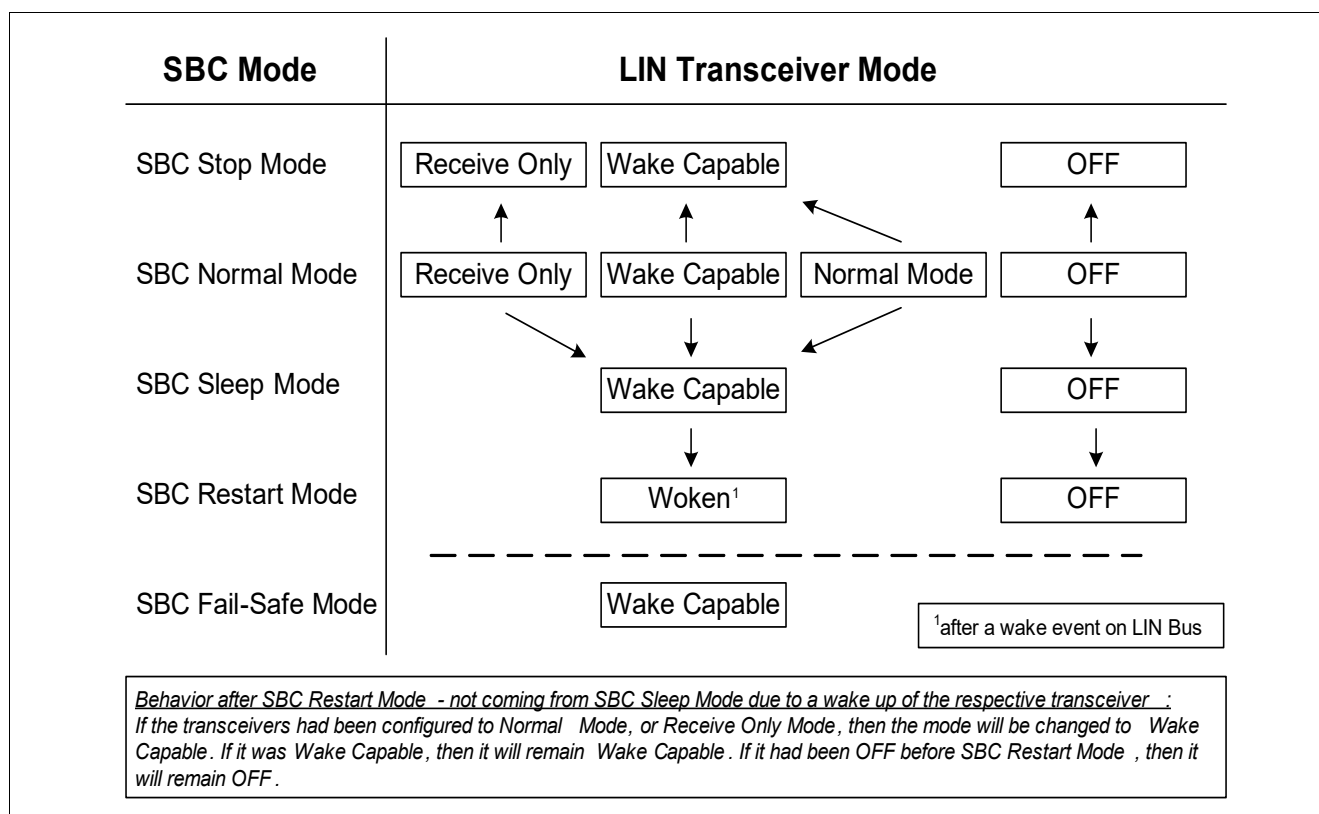 SBC Mode LIN Transceiver Mode
SBC Stop Mode Receive Only Wake Capable OFF
SBC Normal Mode Receive Only Wake Capable Normal Mode OFF
SBC Sleep Mode Wake Capable OFF
SBC Restart Mode Woken¹ OFF
SBC Fail-Safe Mode Wake Capable
¹after a wake event on LIN Bus
Behavior after SBC Restart Mode - not coming from SBC Sleep Mode due to a wake up of the respective transceiver :
If the transceivers had been configured to Normal Mode, or Receive Only Mode, then the mode will be changed to Wake
Capable. If it was Wake Capable, then it will remain Wake Capable. If it had been OFF before SBC Restart Mode , then it
will remain OFF.